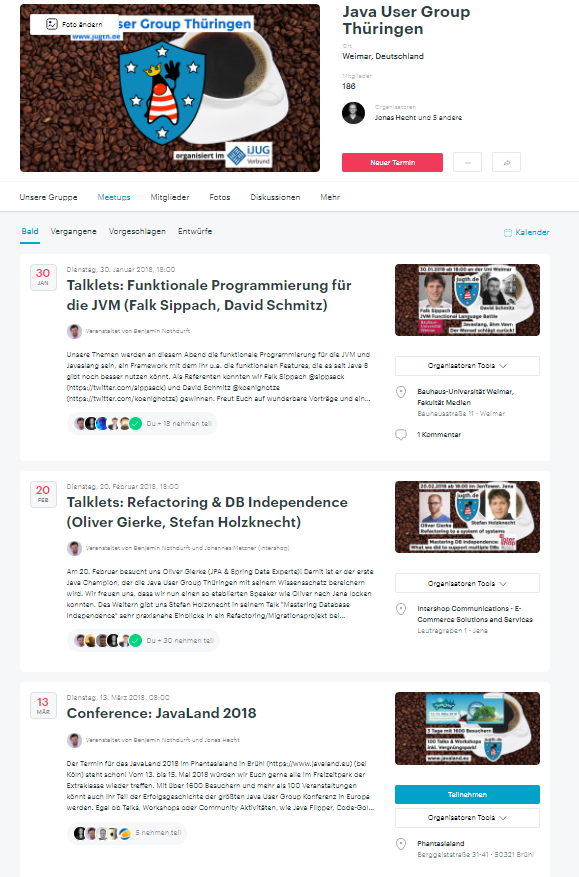 Foto ändern
ser Group Thüringen
www.jugth.de
organisiert im
iJUG
Verbund
Java User Group
Thüringen
Ort
Weimar, Deutschland
Mitglieder
186
Organisatoren
Jonas Hecht und 3 andere
Neuer Termin
Unsere Gruppe
Meetups
Mitglieder
Fotos
Diskussionen
Mehr
Bald
Vergangene
Vorgeschlagen
Entwürfe
Kalender
30
JAN
Dienstag, 30. Januar 2018, 18:00
Talklets: Funktionale Programmierung für
die JVM (Falk Sippach, David Schmitz)
Veranstaltet von Benjamin Nothdurft
Unsere Themen werden an diesem Abend die funktionale Programmierung für die JVM und
Javaslang sein, ein Framework mit dem ihr u.a. die funktionalen Features, die es seit Java 8
gibt noch besser nutzen könnt. Als Referenten konnten wir Falk Sippach @sippsack
(https://twitter.com/sippsack) und David Schmitz @koenighotze
(https://twitter.com/koenighotze) gewinnen. Freut Euch auf wunderbare Vorträge und ein...
Du + 18 nehmen teil
30.01.2018 ab 18:00 an der Uni Weimar
jugth.de
Falk Sippach
JVM Functional Language Battle
David Schmitz
Javaslang, Ähm Vavr:
Der Monad schlägt zurück!
Bauhaus-
Universität
Weimar
Organisatoren Tools
Bauhaus-Universität Weimar,
Fakultät Medien
Bauhausstraße 11 - Weimar
1 Kommentar
20
FEB
Dienstag, 20. Februar 2018, 18:00
Talklets: Refactoring & DB Independence
(Oliver Gierke, Stefan Holzknecht)
Veranstaltet von Benjamin Nothdurft und Johannes Metzner (Intershop)
Am 20. Februar besucht uns Oliver Gierke (JPA & Spring Data Experte)! Damit ist er der erste
Java Champion, der die Java User Group Thüringen mit seinem Wissensschatz bereichern
wird. Wir freuen uns, dass wir nun einen so etablierten Speaker wie Oliver nach Jena locken
konnten. Des Weitern gibt uns Stefan Holzknecht in seinem Talk "Mastering Database
Independence" sehr praxisnahe Einblicke in ein Refactoring/Migrationsprojekt bei...
Du + 30 nehmen teil
20.02.2018 ab 18:00 im JenTower, Jena
jugth.de
Oliver Gierke
Refactoring to a system of systems
Stefan Holzknecht
Mastering DB Independence:
What we did to support multiple DBs
Organisatoren Tools
Intershop Communications - E-
Commerce Solutions and Services
Leutragraben 1 - Jena
13
MÄR
Dienstag, 13. März 2018, 08:00
Conference: JavaLand 2018
Veranstaltet von Benjamin Nothdurft und Jonas Hecht
Der Termin für das JavaLand 2018 im Phantasialand in Brühl (https://www.javaland.eu) (bei
Köln) steht schon! Vom 13. bis 15. Mai 2018 würden wir Euch gerne alle im Freizeitpark der
Extraklasse wieder treffen. Mit über 1600 Besuchern und mehr als 100 Veranstaltungen
könnt auch ihr Teil der Erfolgsgeschichte der größten Java User Group Konferenz in Europa
werden. Egal ob Talks, Workshops oder Community Aktivitäten, wie Java Flipper, Code-Gol...
5 nehmen teil
3 Tage mit 1600 Besuchern
100 Talks & Workshops
inkl. Vergnügungspark!
www.javaland.eu
jugth.de
Teilnehmen
Organisatoren Tools
Phantasialand
Berggeiststraße 31-41 - 50321 Brühl